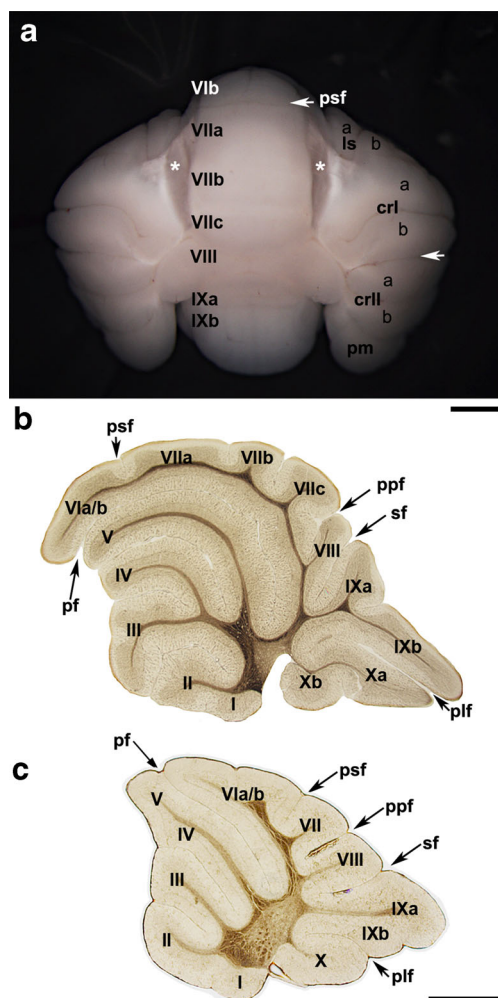 a
VIb
psf
VIIa
a
ls
b
*
*
VIIb
a
crI
VIIc
b
VIII
a
IXa
crII
b
IXb
pm
b
psf
VIIa
VIIb
VIIc
VIa/b
ppf
sf
V
VIII
IV
IXa
pf
III
IXb
Xa
II
Xb
I
plf
c
pf
psf
V
VIa/b
ppf
VII
IV
sf
VIII
III
IXa
II
IXb
X
plf
I